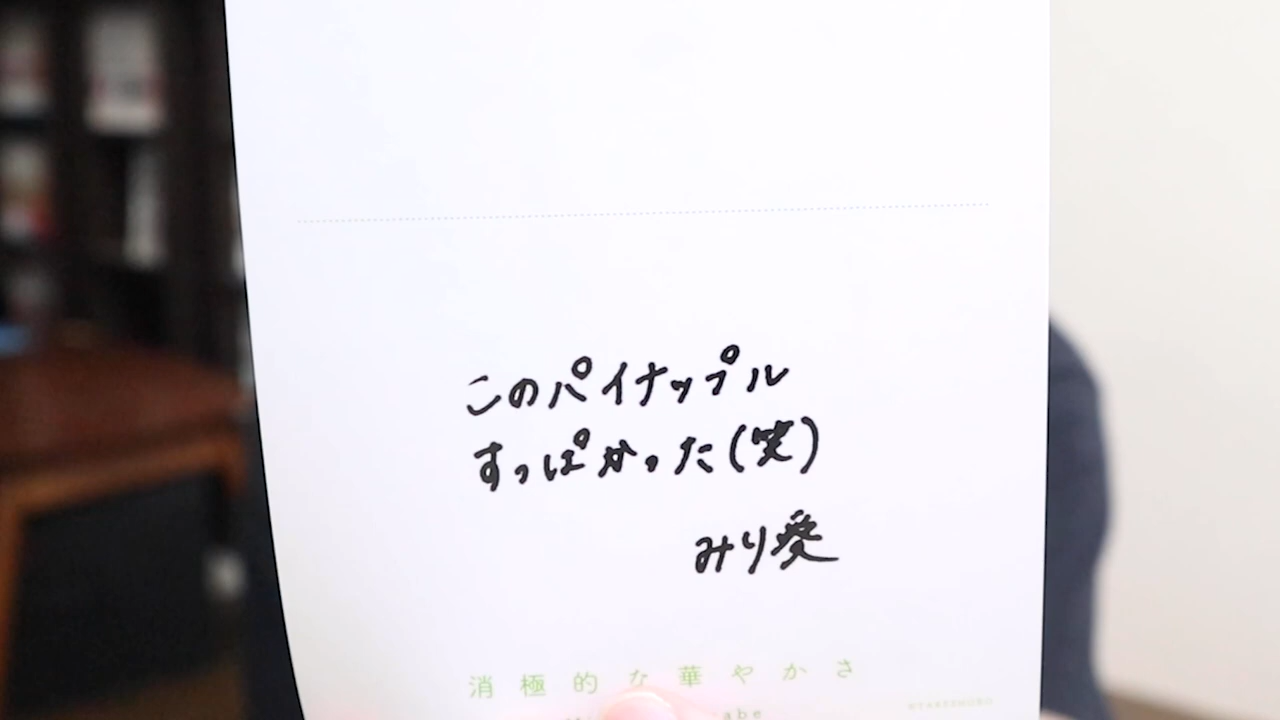 このパイナップル
すっぱかった(笑)
みり愛
消極的な華やかさ